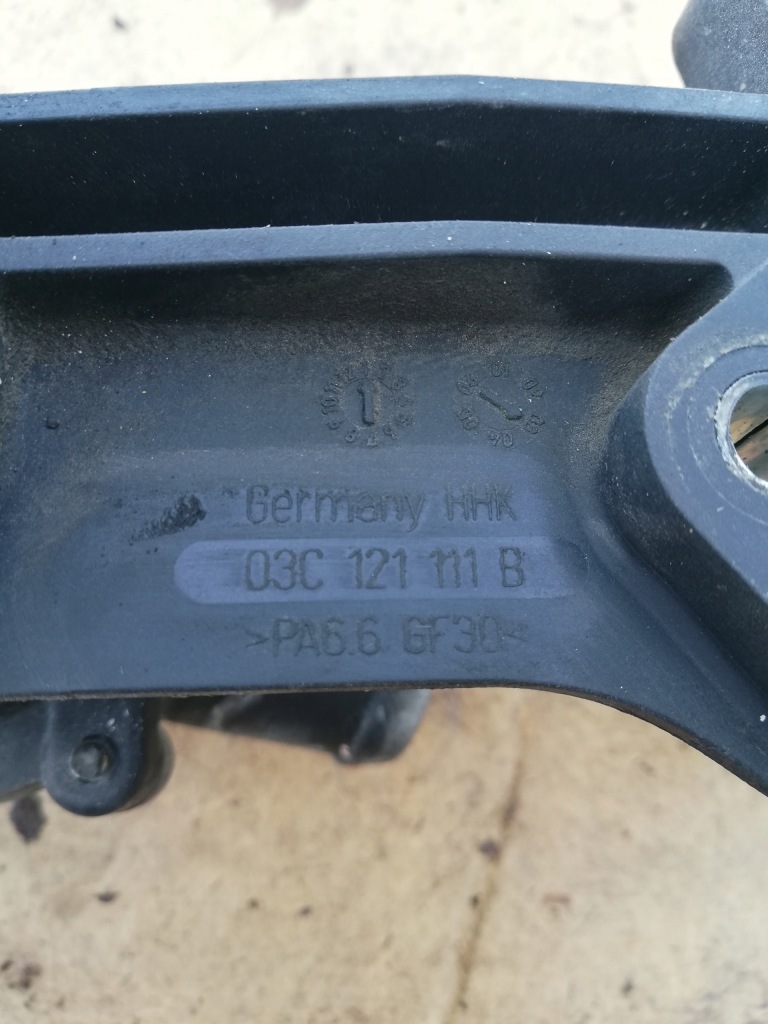 Germany HHK
03C 121 111 B
>PA6.6 GF30<